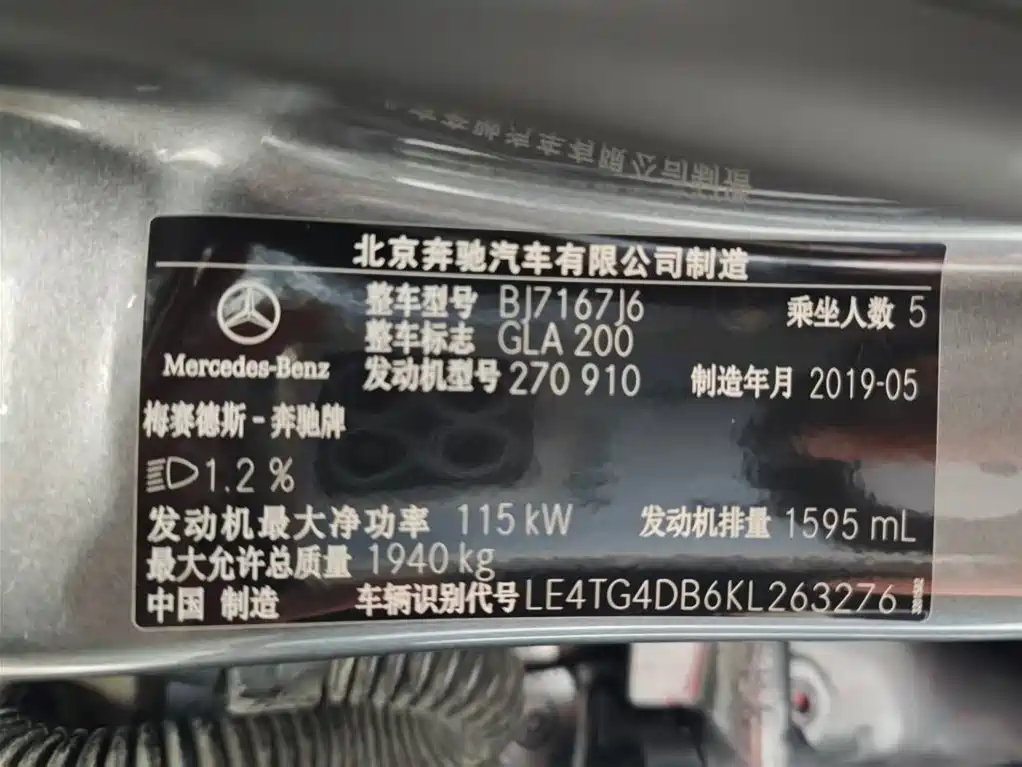 北京奔驰汽车有限公司制造
整车型号 BJ7167J6 乘坐人数 5
整车标志 GLA 200
Mercedes-Benz
发动机型号 270 910 制造年月 2019-05
梅赛德斯-奔驰牌
1.2 %
发动机最大净功率 115 kW 发动机排量 1595 mL
最大允许总质量 1940 kg
中国 制造 车辆识别代号 LE4TG4DB6KL263276